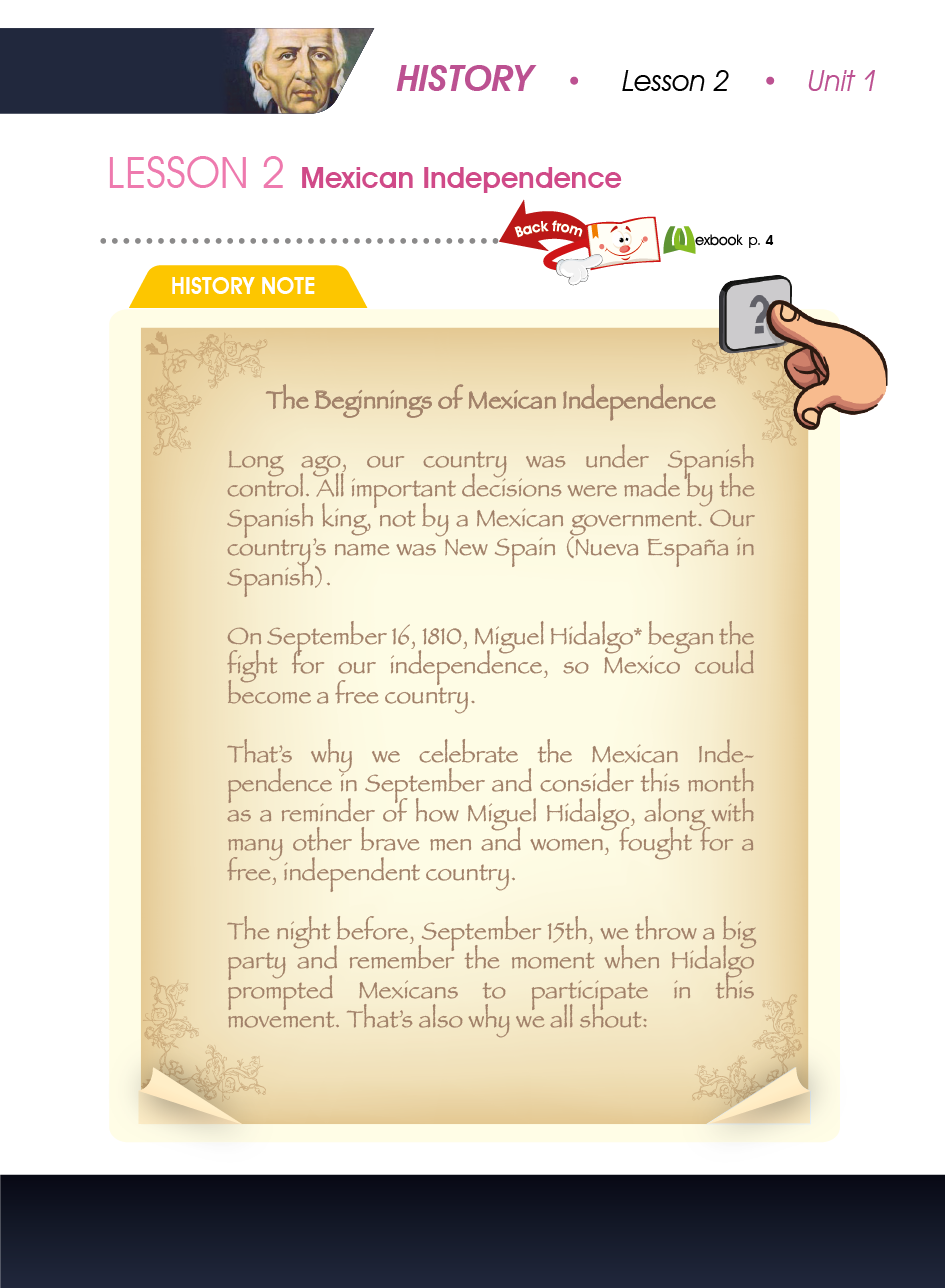 HISTORY • Lesson 2 • Unit 1
LESSON 2 Mexican Independence
Back from exbook p. 4
HISTORY NOTE
?
The Beginnings of Mexican Independence
Long ago, our country was under Spanish
control. All important decisions were made by the
Spanish king, not by a Mexican government. Our
country's name was New Spain (Nueva España in
Spanish).
On September 16, 1810, Miguel Hidalgo* began the
fight for our independence, so Mexico could
become a free country.
That's why we celebrate the Mexican Inde-
pendence in September and consider this month
as a reminder of how Miguel Hidalgo, along with
many other brave men and women, fought for a
free, independent country.
The night before, September 15th, we throw a big
party and remember the moment when Hidalgo
prompted Mexicans to participate in this
movement. That's also why we all shout: